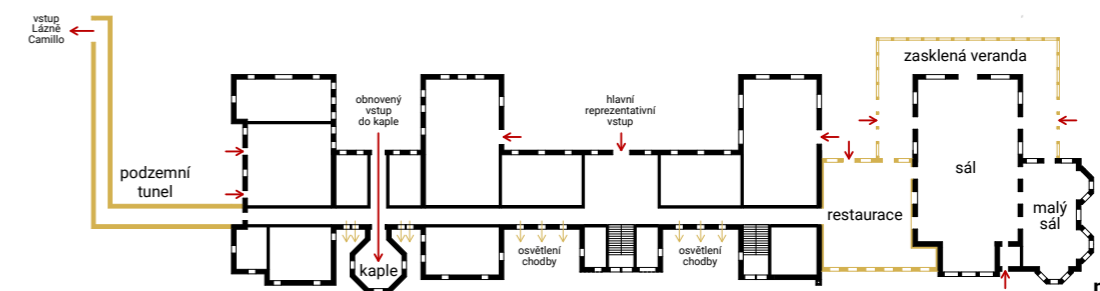 vstup
Lázně
Camillo
podzemní
tunel
obnovený
vstup
do kaple
kaple
hlavní
reprezentativní
vstup
osvětlení
chodby
osvětlení
chodby
restaurace
zasklená veranda
sál
malý
sál